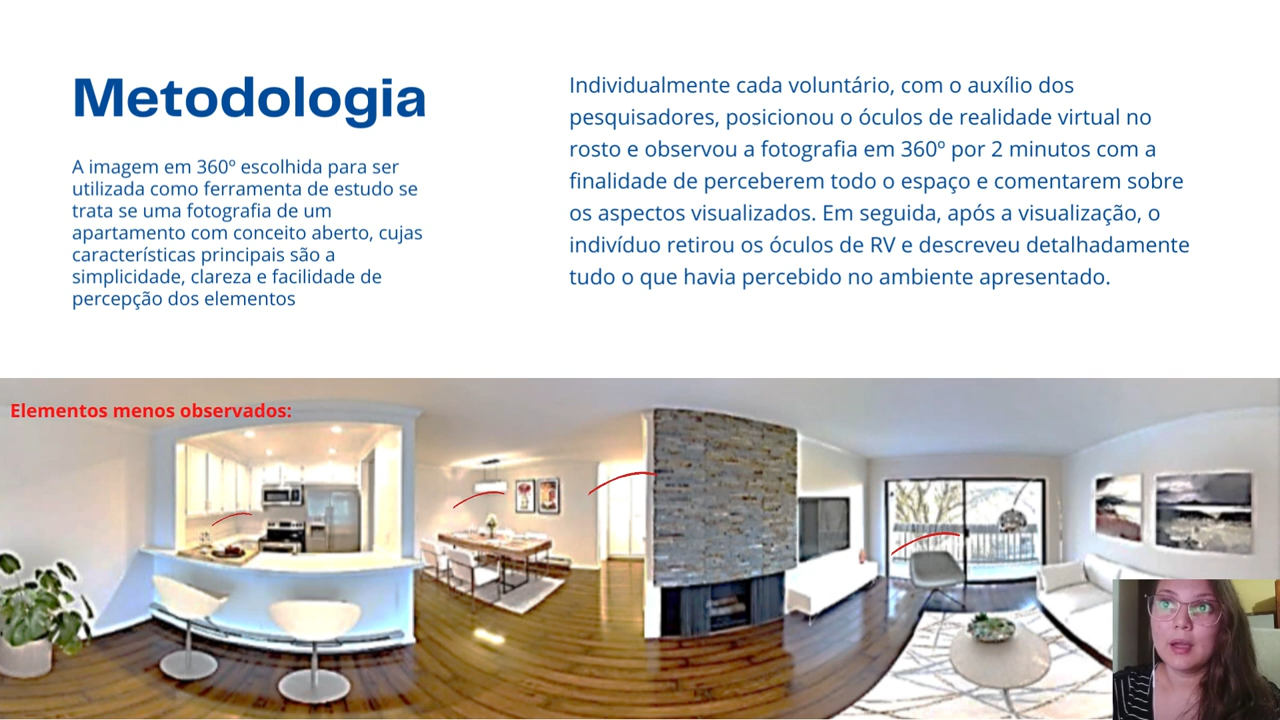 Metodologia
A imagem em 360º escolhida para ser
utilizada como ferramenta de estudo se
trata se uma fotografia de um
apartamento com conceito aberto, cujas
características principais são a
simplicidade, clareza e facilidade de
percepção dos elementos
Individualmente cada voluntário, com o auxílio dos
pesquisadores, posicionou o óculos de realidade virtual no
rosto e observou a fotografia em 360º por 2 minutos com a
finalidade de perceberem todo o espaço e comentarem sobre
os aspectos visualizados. Em seguida, após a visualização, o
indivíduo retirou os óculos de RV e descreveu detalhadamente
tudo o que havia percebido no ambiente apresentado.
Elementos menos observados: